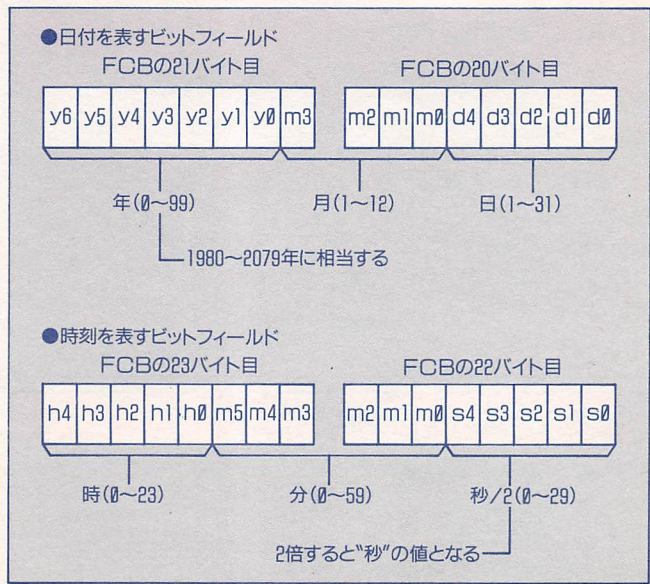 ●日付を表すビットフィールド
FCBの21バイト目 FCBの20バイト目
y6 y5 y4 y3 y2 y1 y0 m3 m2 m1 m0 d4 d3 d2 d1 d0
年(0〜99) 月(1〜12) 日(1〜31)
1980〜2079年に相当する
●時刻を表すビットフィールド
FCBの23バイト目 FCBの22バイト目
h4 h3 h2 h1 h0 m5 m4 m3 m2 m1 m0 s4 s3 s2 s1 s0
時(0〜23) 分(0〜59) 秒/2(0〜29)
2倍すると"秒"の値となる